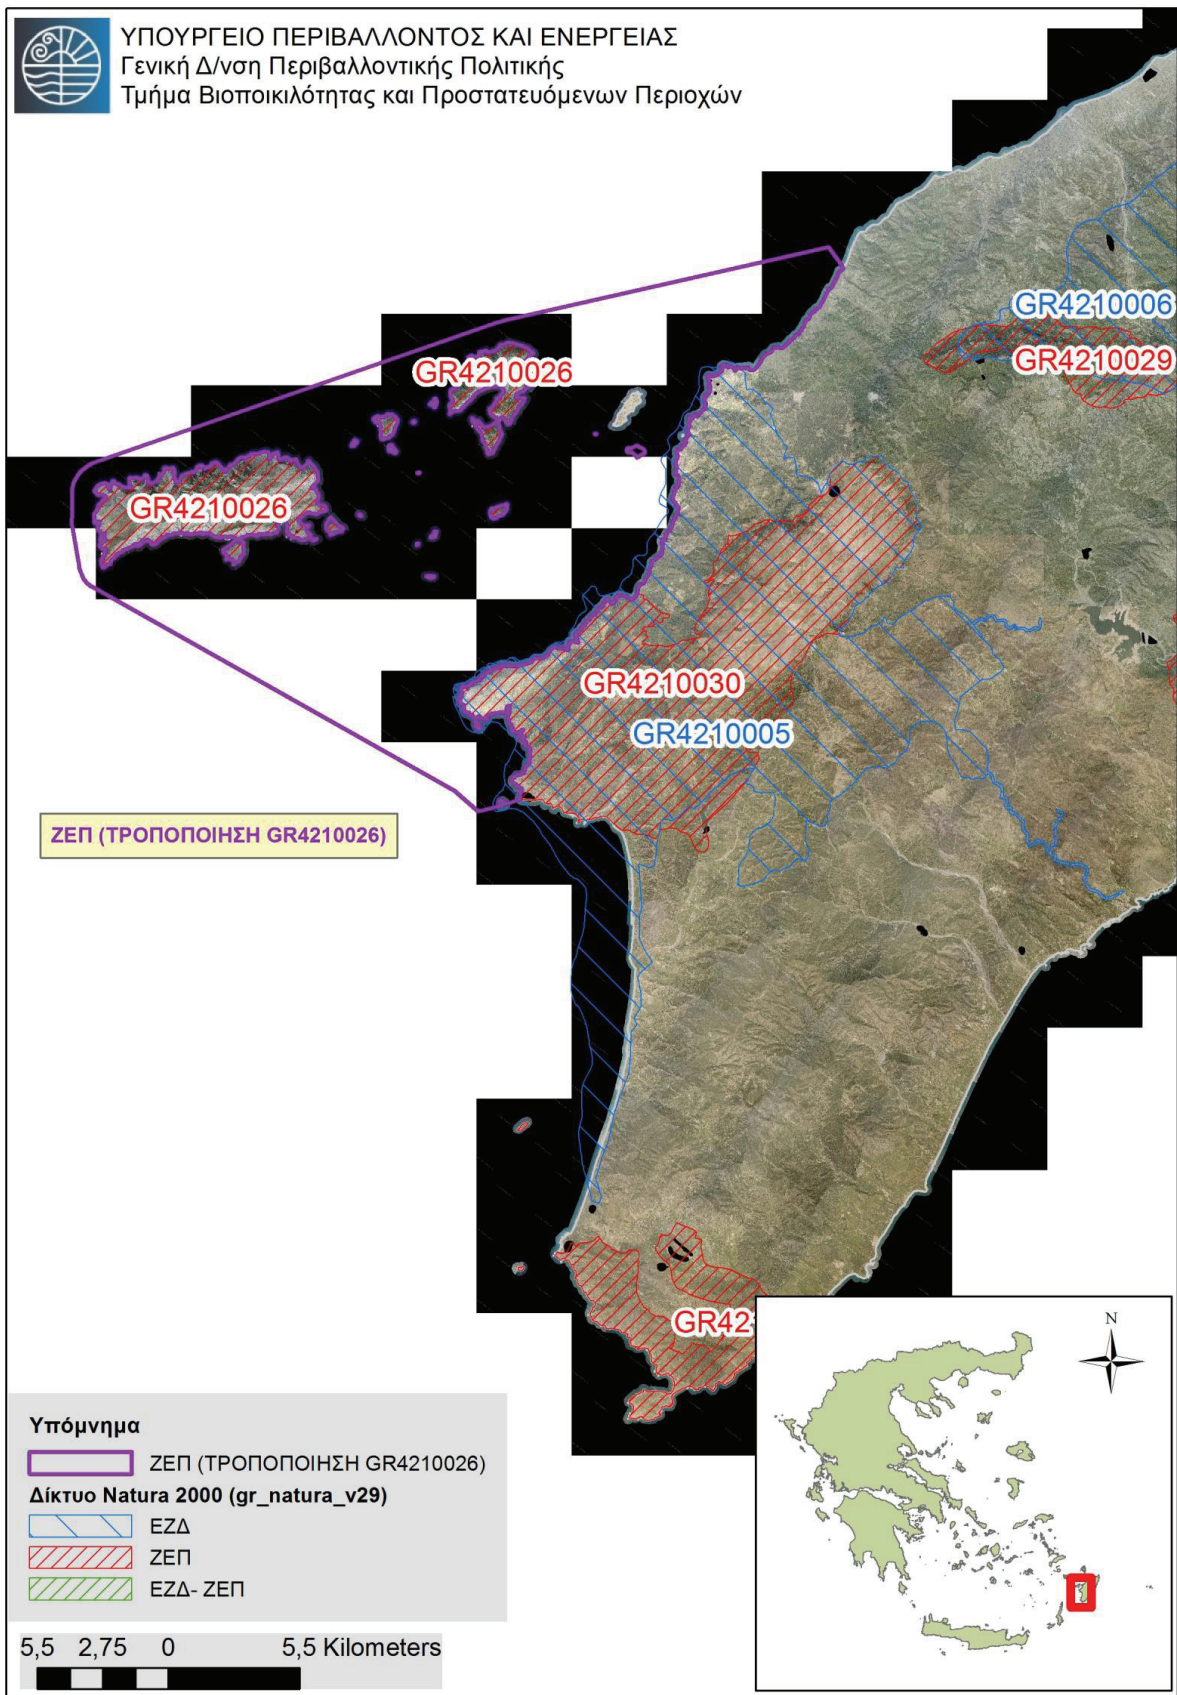 ΥΠΟΥΡΓΕΙΟ ΠΕΡΙΒΑΛΛΟΝΤΟΣ ΚΑΙ ΕΝΕΡΓΕΙΑΣ
Γενική Δ/νση Περιβαλλοντικής Πολιτικής
Τμήμα Βιοποικιλότητας και Προστατευόμενων Περιοχών
GR4210006
GR4210029
GR4210026
GR4210026
GR4210030
GR4210005
ΖΕΠ (ΤΡΟΠΟΠΟΙΗΣΗ GR4210026)
GR42
N
Υπόμνημα
ΖΕΠ (ΤΡΟΠΟΠΟΙΗΣΗ GR4210026)
Δίκτυο Natura 2000 (gr_natura_v29)
ΕΖΔ
ΖΕΠ
ΕΖΔ- ΖΕΠ
5,5 2,75 0 5,5 Kilometers